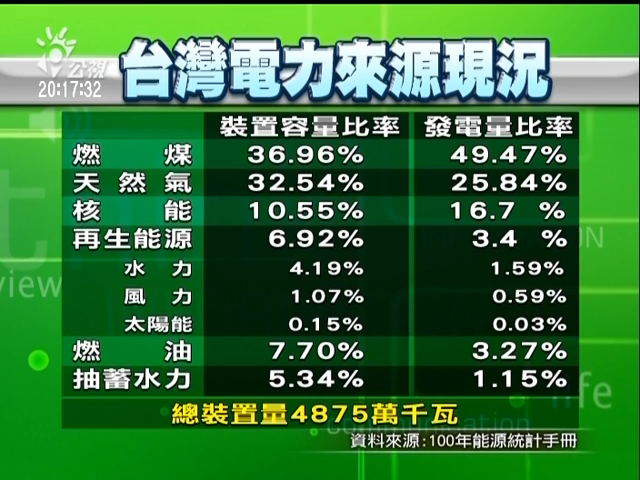 公視
20:17:32
台灣電力來源現況
裝置容量比率 發電量比率
燃煤 36.96% 49.47%
天然氣 32.54% 25.84%
核能 10.55% 16.7 %
再生能源 6.92% 3.4 %
水力 4.19% 1.59%
風力 1.07% 0.59%
太陽能 0.15% 0.03%
燃油 7.70% 3.27%
抽蓄水力 5.34% 1.15%
總裝置量4875萬千瓦
資料來源:100年能源統計手冊
view
life